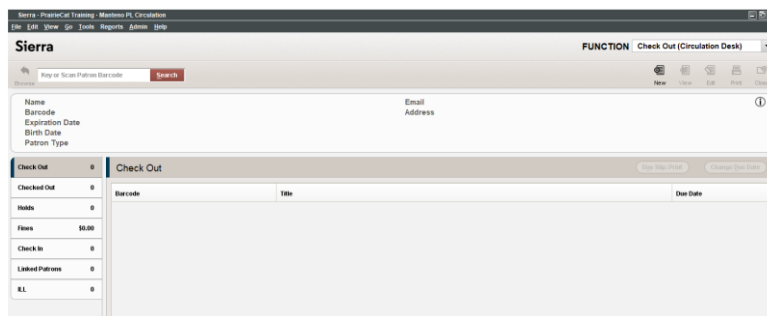 Sierra - PrairieCat Training - Manteno PL Circulation
File Edit View Go Tools Reports Admin Help
Sierra
FUNCTION Check Out (Circulation Desk)
Browse
Key or Scan Patron Barcode
Search
New View Edit Print Close
Name
Barcode
Expiration Date
Birth Date
Patron Type
Email
Address
Check Out 0
Checked Out 0
Holds 0
Fines $0.00
Check In 0
Linked Patrons 0
ILL 0
Check Out
Due Slip Print Change Due Date
Barcode Title Due Date